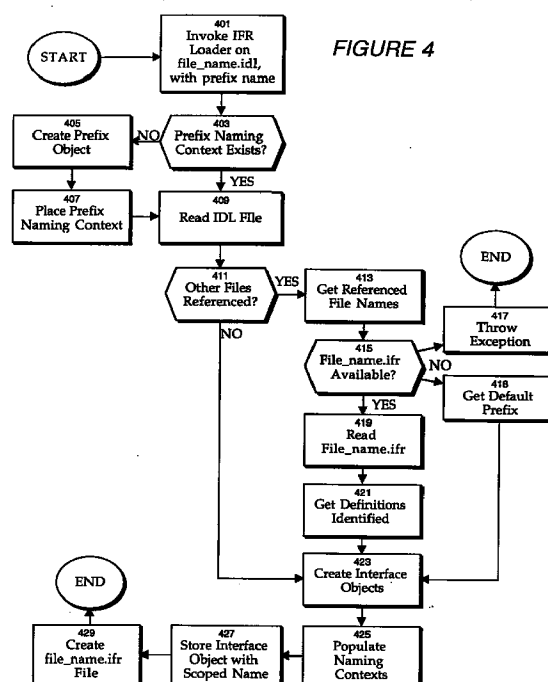 FIGURE 4
START
401
Invoke IFR
Loader on
file_name.idl,
with prefix name
403
Prefix Naming
Context Exists?
NO
405
Create Prefix
Object
407
Place Prefix
Naming Context
YES
409
Read IDL File
411
Other Files
Referenced?
YES
413
Get Referenced
File Names
NO
415
File_name.ifr
Available?
NO
417
Throw
Exception
END
418
Get Default
Prefix
YES
419
Read
File_name.ifr
421
Get Definitions
Identified
423
Create Interface
Objects
425
Populate
Naming
Contexts
427
Store Interface
Object with
Scoped Name
429
Create
file_name.ifr
File
END